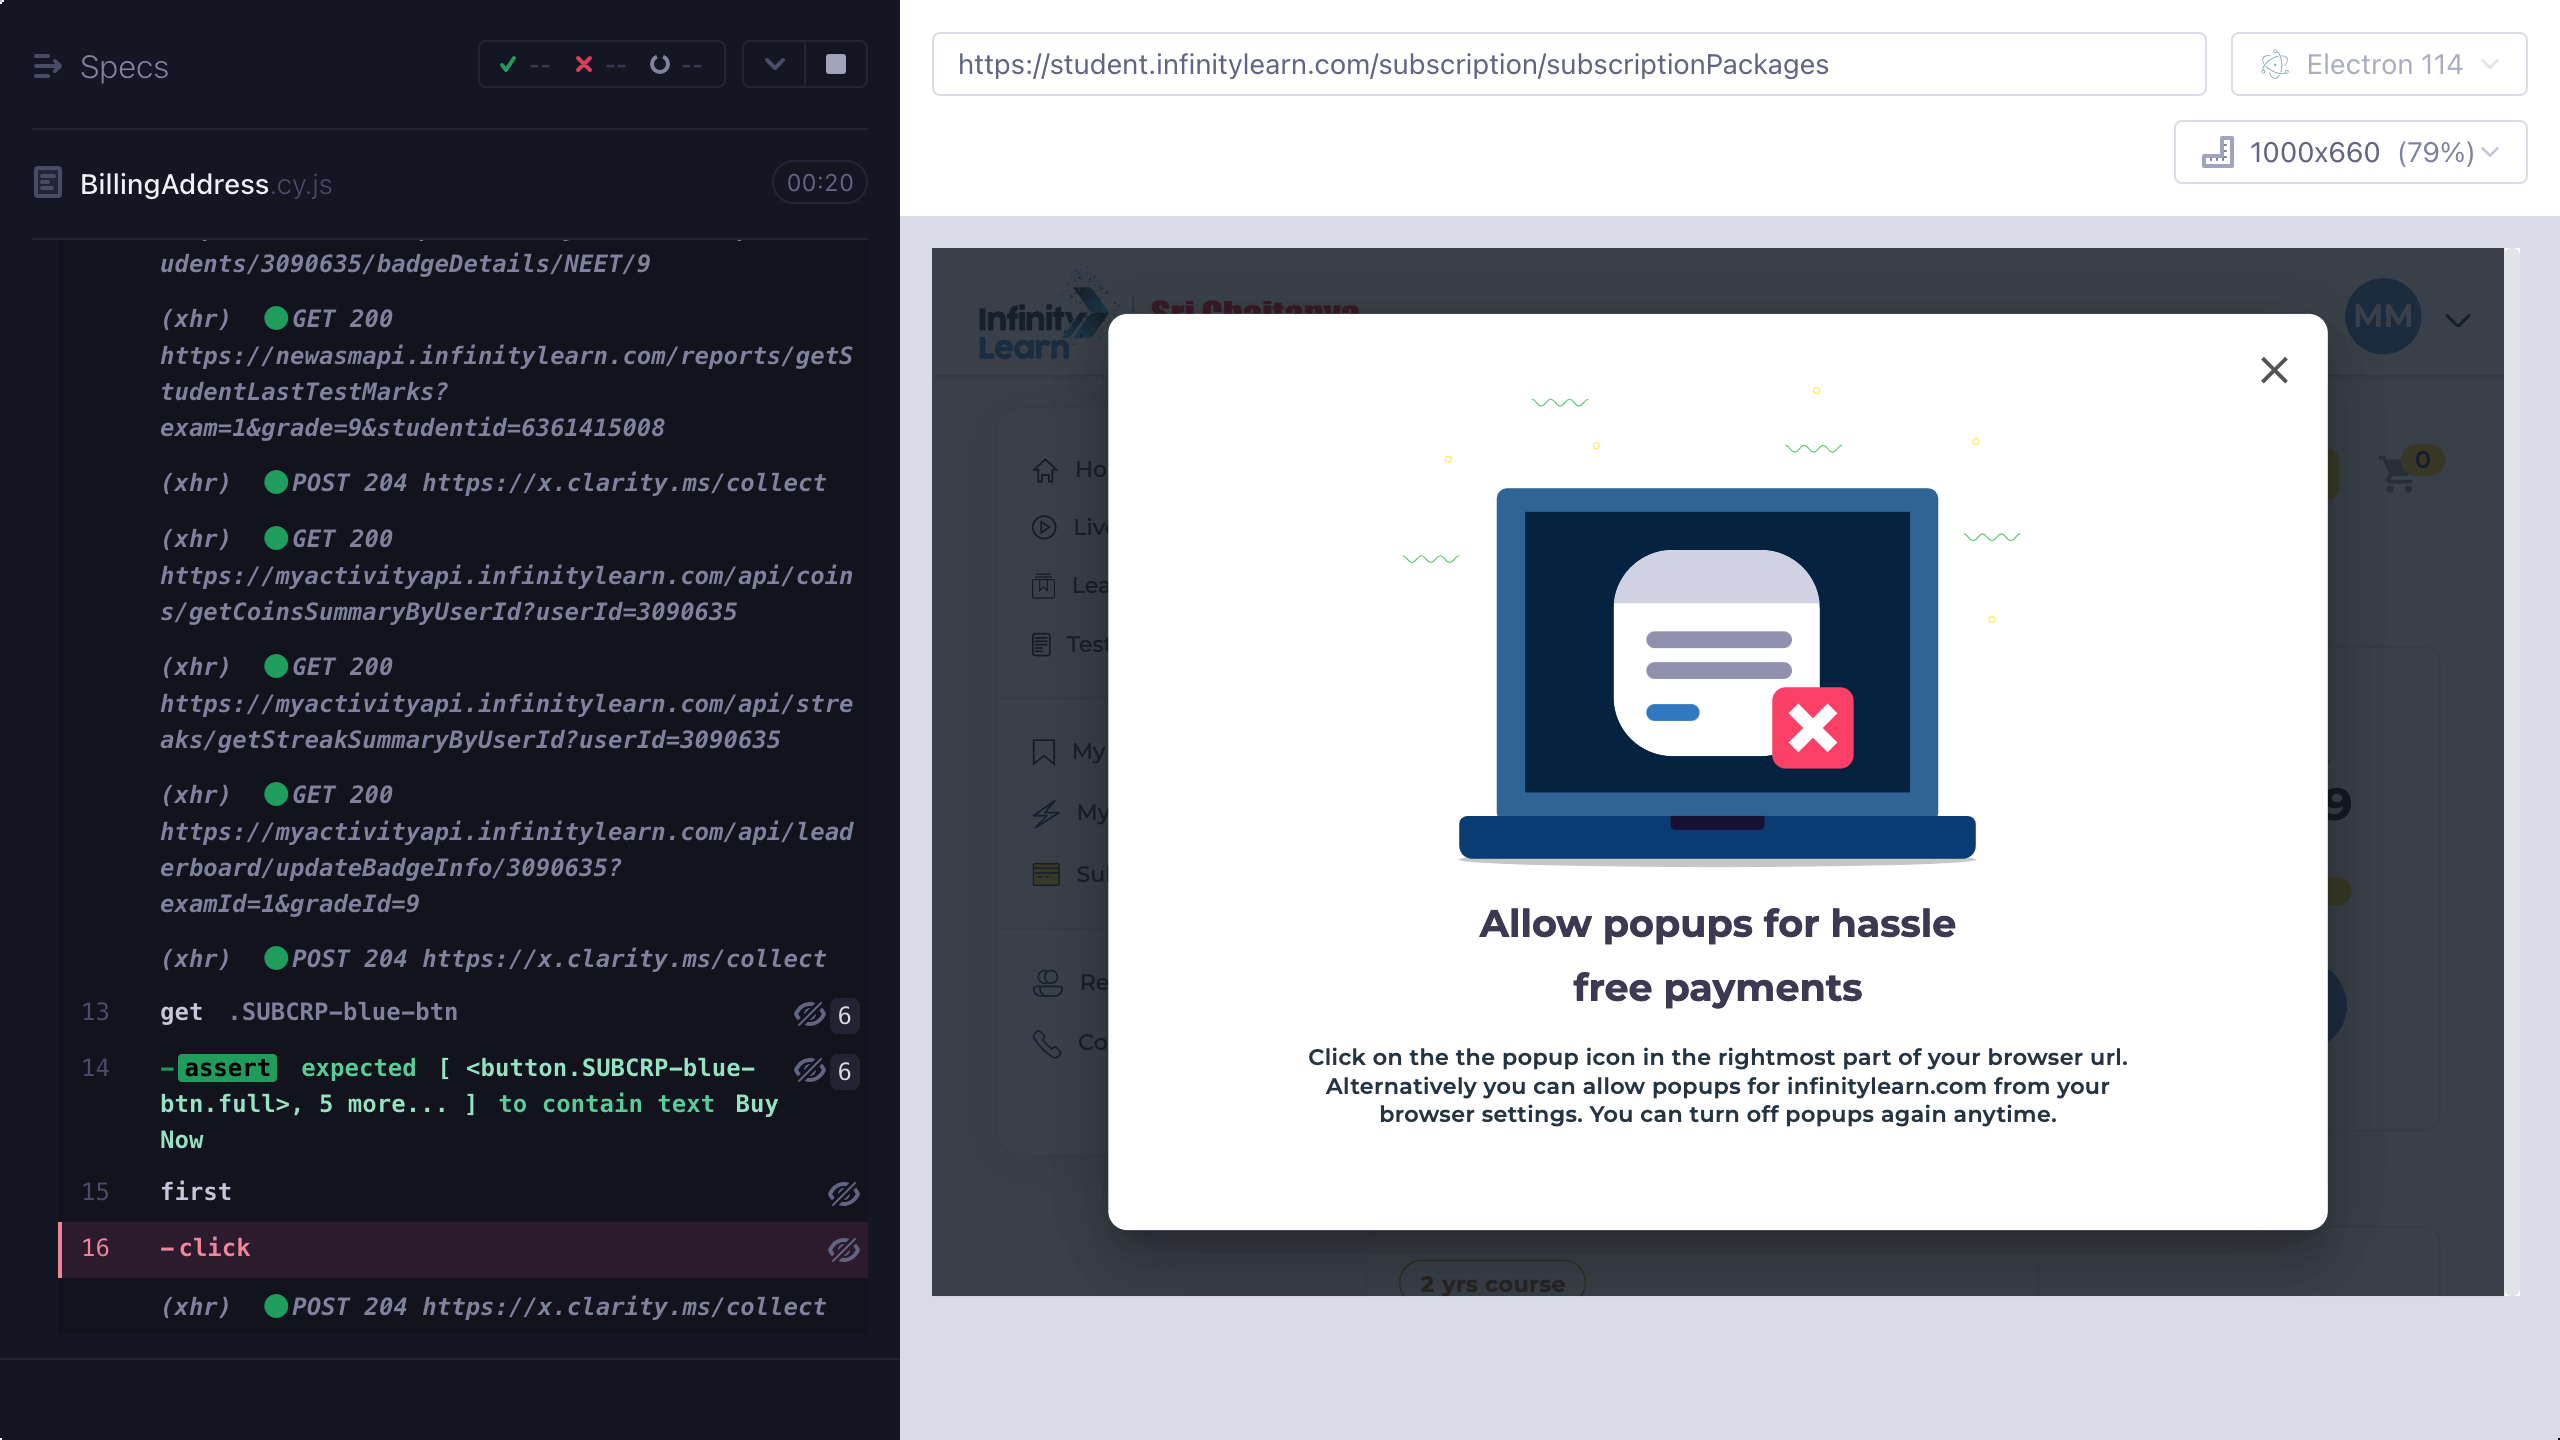 Specs
-- -- --
BillingAddress.cy.js
00:20
udents/3090635/badgeDetails/NEET/9
(xhr) GET 200
https://newasmapi.infinitylearn.com/reports/getS
tudentLastTestMarks?
exam=1&grade=9&studentid=6361415008
(xhr) POST 204 https://x.clarity.ms/collect
(xhr) GET 200
https://myactivityapi.infinitylearn.com/api/coin
s/getCoinsSummaryByUserId?userId=3090635
(xhr) GET 200
https://myactivityapi.infinitylearn.com/api/stre
aks/getStreakSummaryByUserId?userId=3090635
(xhr) GET 200
https://myactivityapi.infinitylearn.com/api/lead
erboard/updateBadgeInfo/3090635?
examId=1&gradeId=9
(xhr) POST 204 https://x.clarity.ms/collect
13 get .SUBCRP-blue-btn 6
14 -assert expected [ <button.SUBCRP-blue- 6
btn.full>, 5 more... ] to contain text Buy
Now
15 first
16 -click
(xhr) POST 204 https://x.clarity.ms/collect
https://student.infinitylearn.com/subscription/subscriptionPackages
Electron 114
1000x660 (79%)
Infinity
Learn
Sri Chaitanya
MM
0
Ho
Liv
Lea
Test
My
My
Su
Re
Co
9
Allow popups for hassle
free payments
Click on the the popup icon in the rightmost part of your browser url.
Alternatively you can allow popups for infinitylearn.com from your
browser settings. You can turn off popups again anytime.
2 yrs course